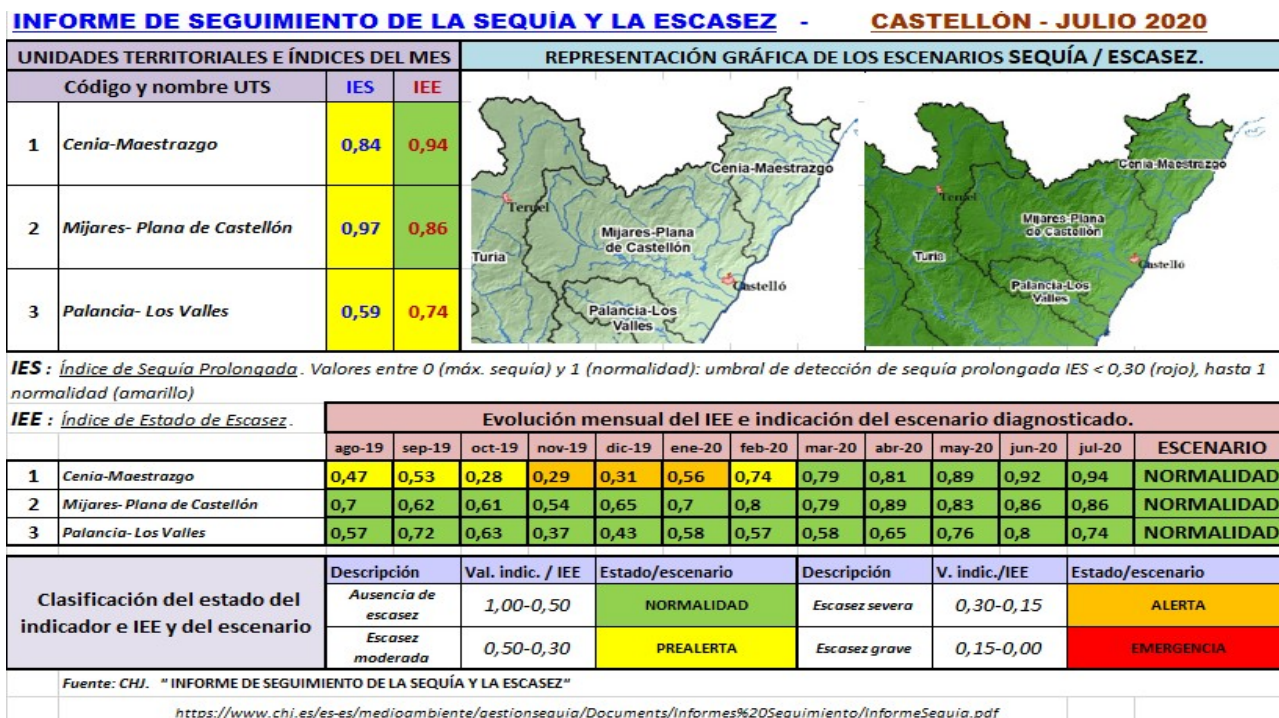 INFORME DE SEGUIMIENTO DE LA SEQUÍA Y LA ESCASEZ - CASTELLÓN - JULIO 2020
UNIDADES TERRITORIALES E ÍNDICES DEL MES
REPRESENTACIÓN GRÁFICA DE LOS ESCENARIOS SEQUÍA / ESCASEZ.
Código y nombre UTS IES IEE
1 Cenia-Maestrazgo 0,84 0,94
2 Mijares- Plana de Castellón 0,97 0,86
3 Palancia- Los Valles 0,59 0,74
Cenia-Maestrazgo
Teruel
Mijares-Plana
de Castellón
Turia
Castelló
Palancia-Los
Valles
Cenia-Maestrazgo
Teruel
Mijares-Plana
de Castellón
Turia
Castelló
Palancia-Los
Valles
IES : Índice de Sequía Prolongada. Valores entre 0 (máx. sequía) y 1 (normalidad): umbral de detección de sequía prolongada IES < 0,30 (rojo), hasta 1
normalidad (amarillo)
IEE : Índice de Estado de Escasez. Evolución mensual del IEE e indicación del escenario diagnosticado.
ago-19 sep-19 oct-19 nov-19 dic-19 ene-20 feb-20 mar-20 abr-20 may-20 jun-20 jul-20 ESCENARIO
1 Cenia-Maestrazgo 0,47 0,53 0,28 0,29 0,31 0,56 0,74 0,79 0,81 0,89 0,92 0,94 NORMALIDAD
2 Mijares- Plana de Castellón 0,7 0,62 0,61 0,54 0,65 0,7 0,8 0,79 0,89 0,83 0,86 0,86 NORMALIDAD
3 Palancia- Los Valles 0,57 0,72 0,63 0,37 0,43 0,58 0,57 0,58 0,65 0,76 0,8 0,74 NORMALIDAD
Clasificación del estado del
indicador e IEE y del escenario
Descripción Val. indic. / IEE Estado/escenario Descripción V. indic./IEE Estado/escenario
Ausencia de
escasez 1,00-0,50 NORMALIDAD Escasez severa 0,30-0,15 ALERTA
Escasez
moderada 0,50-0,30 PREALERTA Escasez grave 0,15-0,00 EMERGENCIA
Fuente: CHJ. "INFORME DE SEGUIMIENTO DE LA SEQUÍA Y LA ESCASEZ"
https://www.chj.es/es-es/medioambiente/gestionsequia/Documents/Informes%20Seguimiento/InformeSequia.pdf